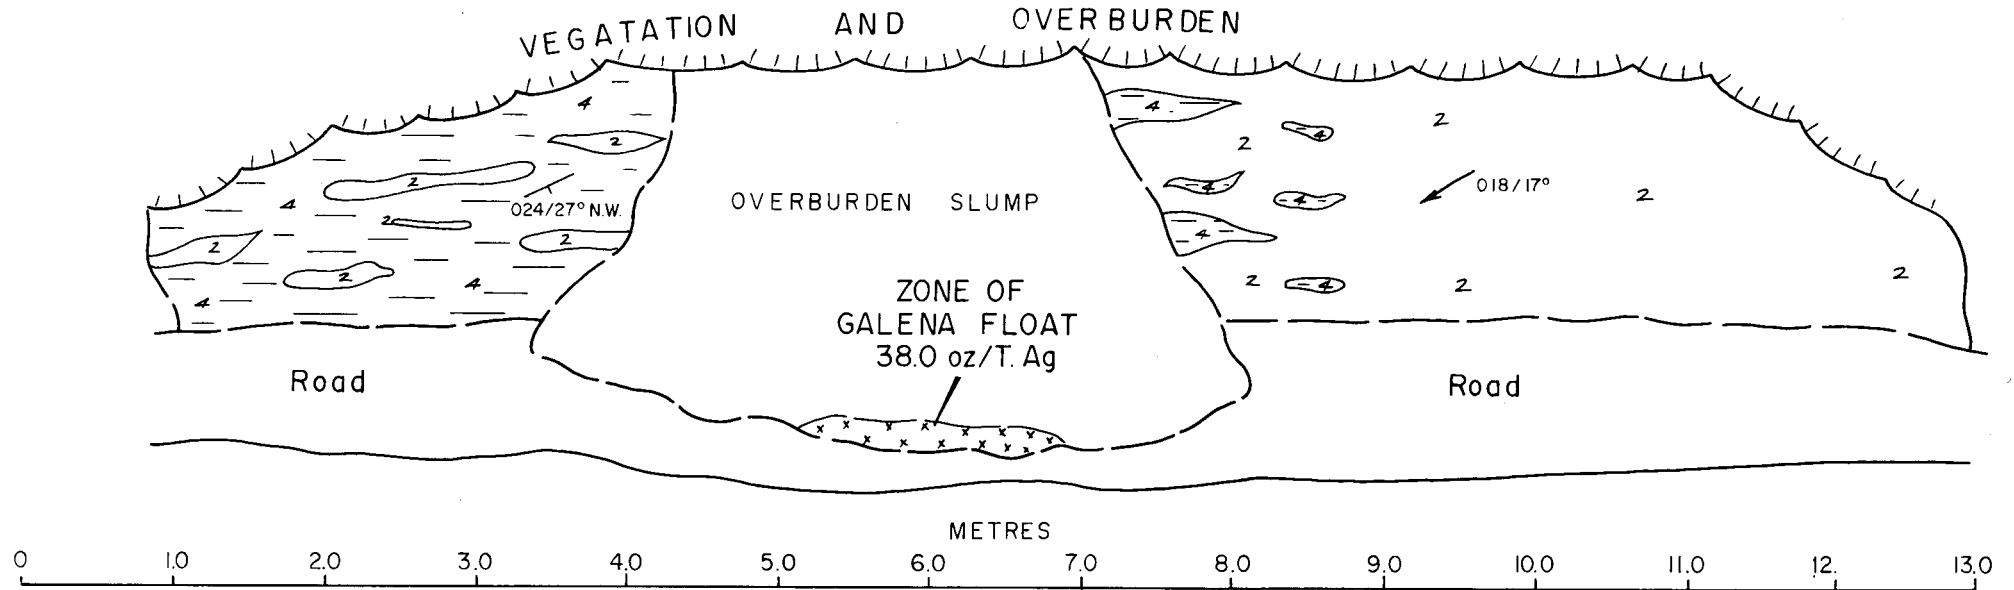 VEGATATION AND OVERBURDEN
4
2
2
4
2
024/27° N.W.
2
2
2
4
4
OVERBURDEN SLUMP
ZONE OF
GALENA FLOAT
38.0 oz/T. Ag
4
4
2
2
4
4
018/17°
2
4
2
4
2
2
Road
Road
METRES
0 1.0 2.0 3.0 4.0 5.0 6.0 7.0 8.0 9.0 10.0 11.0 12. 13.0